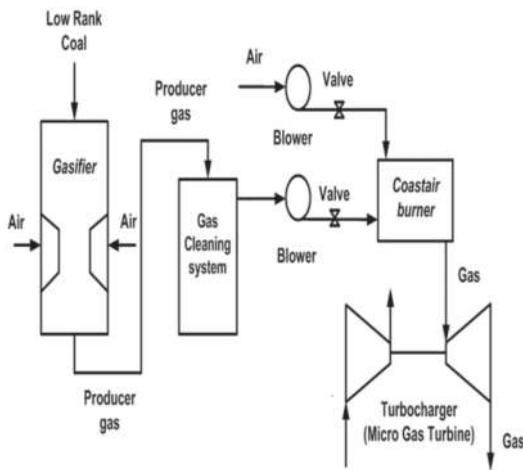 Low Rank
Coal
Gasifier
Air
Air
Producer
gas
Producer
gas
Gas
Cleaning
system
Air
Valve
Blower
Valve
Blower
Coastair
burner
Gas
Turbocharger
(Micro Gas Turbine)
Gas